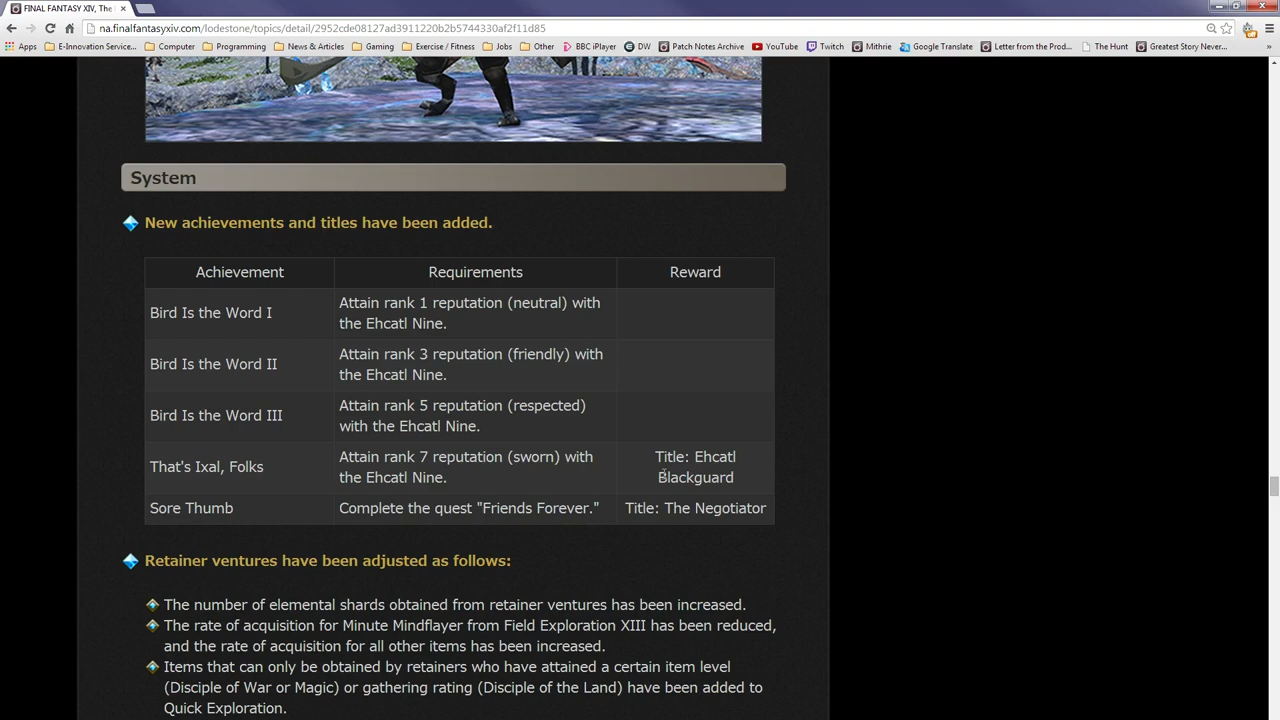 FINAL FANTASY XIV, The
na.finalfantasyxiv.com/lodestone/topics/detail/2952cde08127ad3911220b2b5744330af2f11d85
Apps E-Innovation Service... Computer Programming News & Articles Gaming Exercise / Fitness Jobs Other BBC iPlayer DW Patch Notes Archive YouTube Twitch Mithrie Google Translate Letter from the Prod... The Hunt Greatest Story Never... »
System
New achievements and titles have been added.
Achievement Requirements Reward
Bird Is the Word I
Attain rank 1 reputation (neutral) with
the Ehcatl Nine.
Bird Is the Word II
Attain rank 3 reputation (friendly) with
the Ehcatl Nine.
Bird Is the Word III
Attain rank 5 reputation (respected)
with the Ehcatl Nine.
That's Ixal, Folks
Attain rank 7 reputation (sworn) with
the Ehcatl Nine.
Title: Ehcatl
Blackguard
Sore Thumb Complete the quest "Friends Forever." Title: The Negotiator
Retainer ventures have been adjusted as follows:
The number of elemental shards obtained from retainer ventures has been increased.
The rate of acquisition for Minute Mindflayer from Field Exploration XIII has been reduced,
and the rate of acquisition for all other items has been increased.
Items that can only be obtained by retainers who have attained a certain item level
(Disciple of War or Magic) or gathering rating (Disciple of the Land) have been added to
Quick Exploration.